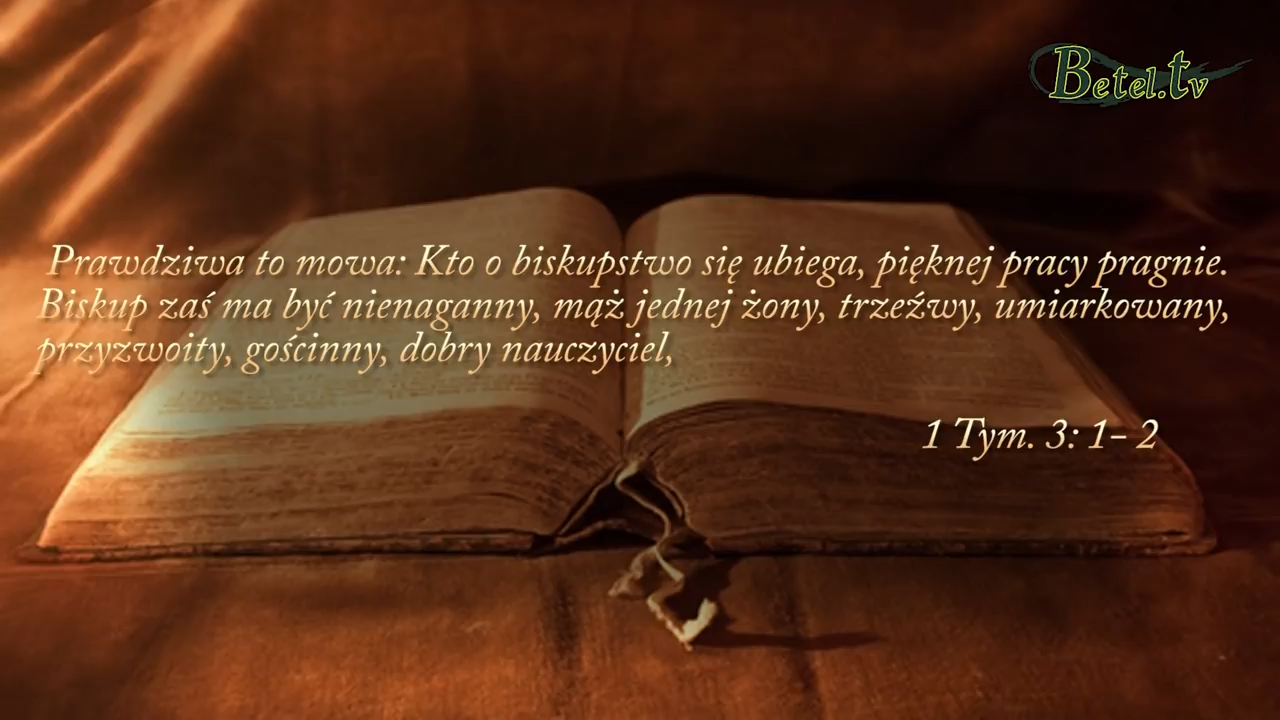 Betel.tv
Prawdziwa to mowa: Kto o biskupstwo się ubiega, pięknej pracy pragnie.
Biskup zaś ma być nienaganny, mąż jednej żony, trzeźwy, umiarkowany,
przyzwoity, gościnny, dobry nauczyciel,
1 Tym. 3: 1- 2